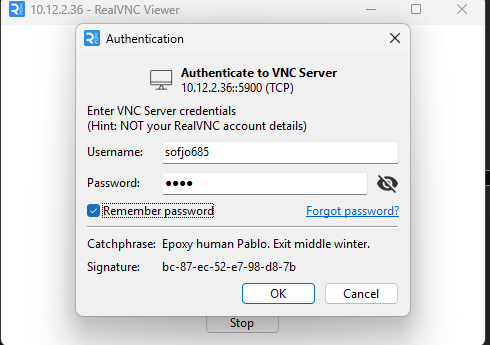 10.12.2.36 - RealVNC Viewer
Authentication
Authenticate to VNC Server
10.12.2.36::5900 (TCP)
Enter VNC Server credentials
(Hint: NOT your RealVNC account details)
Username: sofjo685
Password: ●●●●
Remember password Forgot password?
Catchphrase: Epoxy human Pablo. Exit middle winter.
Signature: bc-87-ec-52-e7-98-d8-7b
OK Cancel
Stop